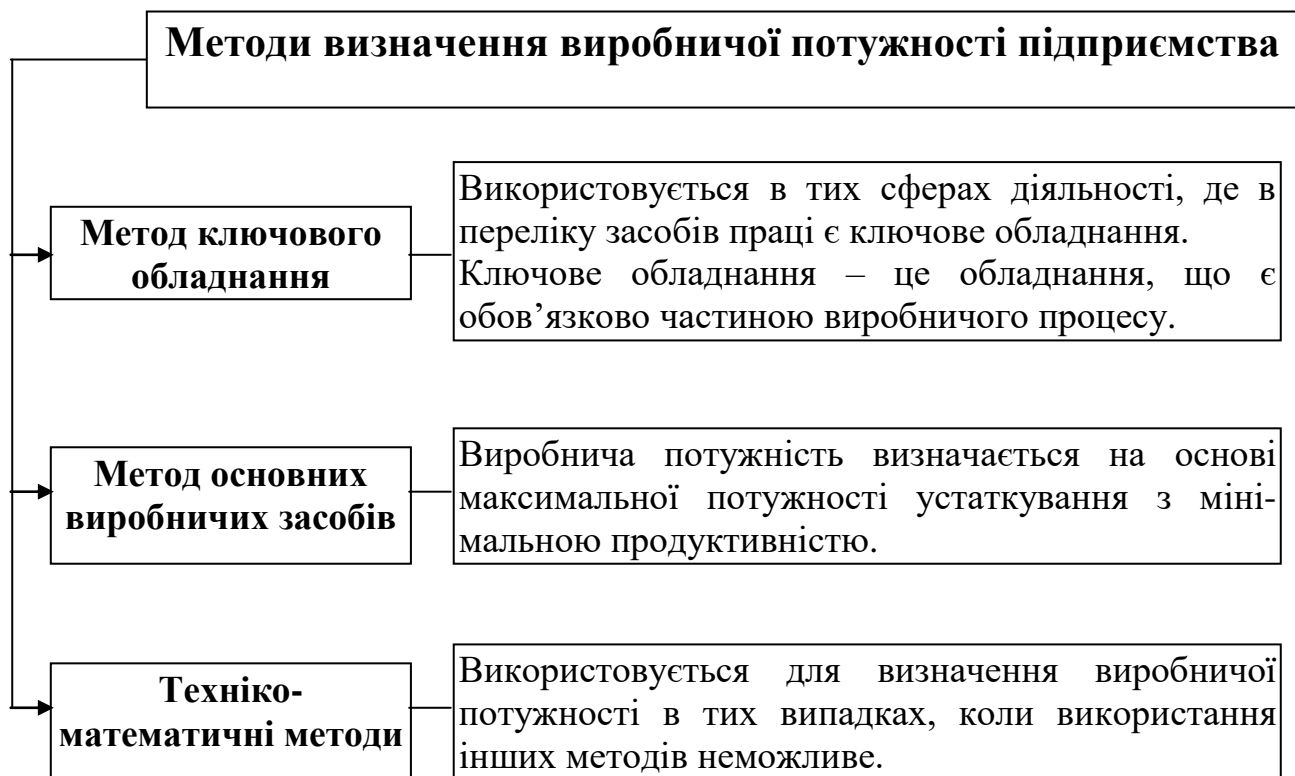 Методи визначення виробничої потужності підприємства
Метод ключового
обладнання
Використовується в тих сферах діяльності, де в
переліку засобів праці є ключове обладнання.
Ключове обладнання – це обладнання, що є
обов’язково частиною виробничого процесу.
Метод основних
виробничих засобів
Виробнича потужність визначається на основі
максимальної потужності устаткування з міні-
мальною продуктивністю.
Техніко-
математичні методи
Використовується для визначення виробничої
потужності в тих випадках, коли використання
інших методів неможливе.